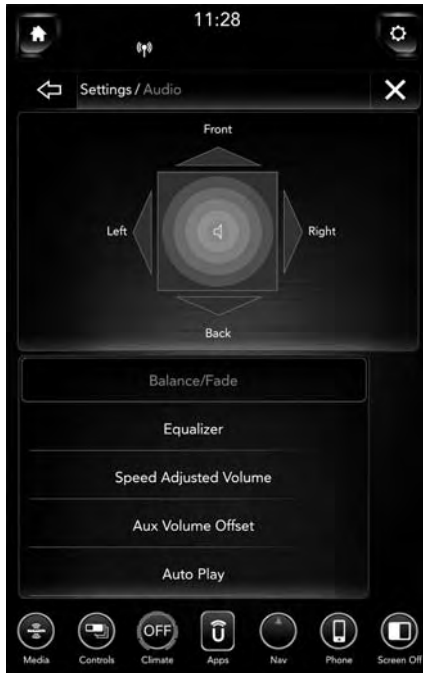 11:28
Settings / Audio
Front
Left
Right
Back
Balance/Fade
Equalizer
Speed Adjusted Volume
Aux Volume Offset
Auto Play
OFF
Media Controls Climate Apps Nav Phone Screen Off